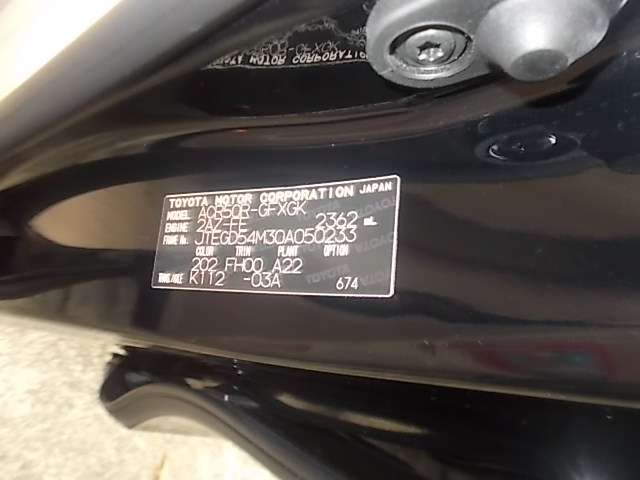 TOYOTA MOTOR CORPORATION JAPAN
MODEL ACR50R-GFXGK
ENGINE 2AZ-FE 2362 mL
FRAME No. JTEGD54M30A050233
COLOR TRIM PLANT OPTION
202 FH00 A22
TRANS/AXLE K112 -03A 674